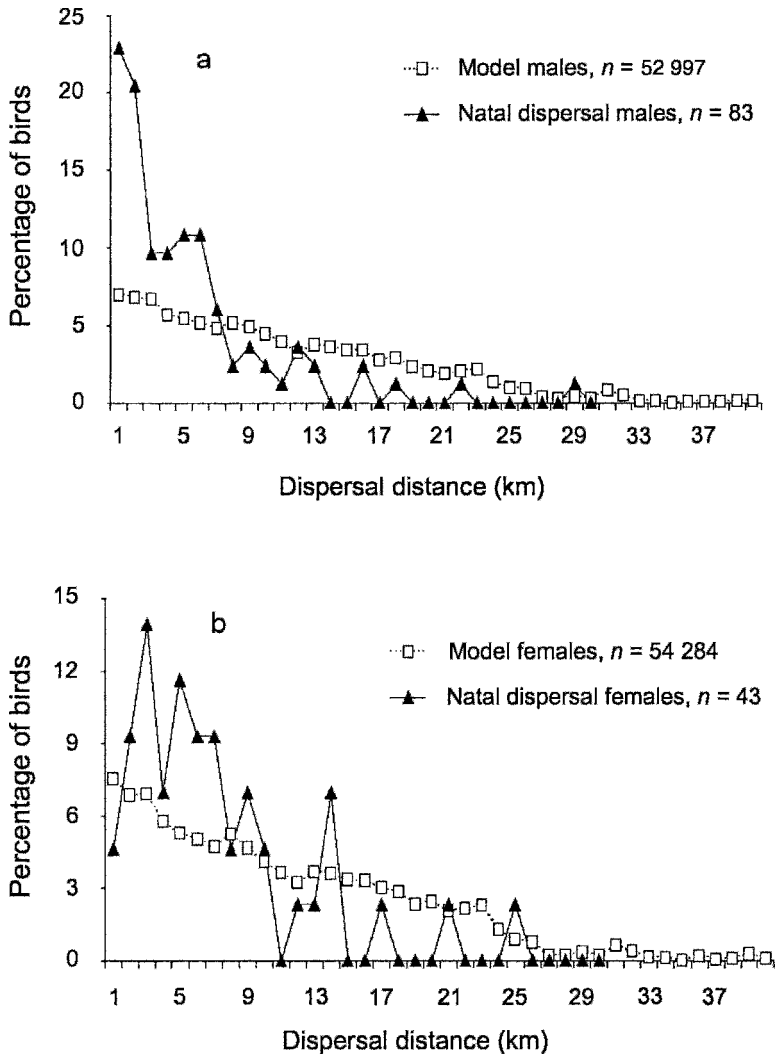 a
Model males, n = 52 997
Natal dispersal males, n = 83
Percentage of birds
25
20
15
10
5
0
1 5 9 13 17 21 25 29 33 37
Dispersal distance (km)
b
Model females, n = 54 284
Natal dispersal females, n = 43
Percentage of birds
15
12
9
6
3
0
1 5 9 13 17 21 25 29 33 37
Dispersal distance (km)